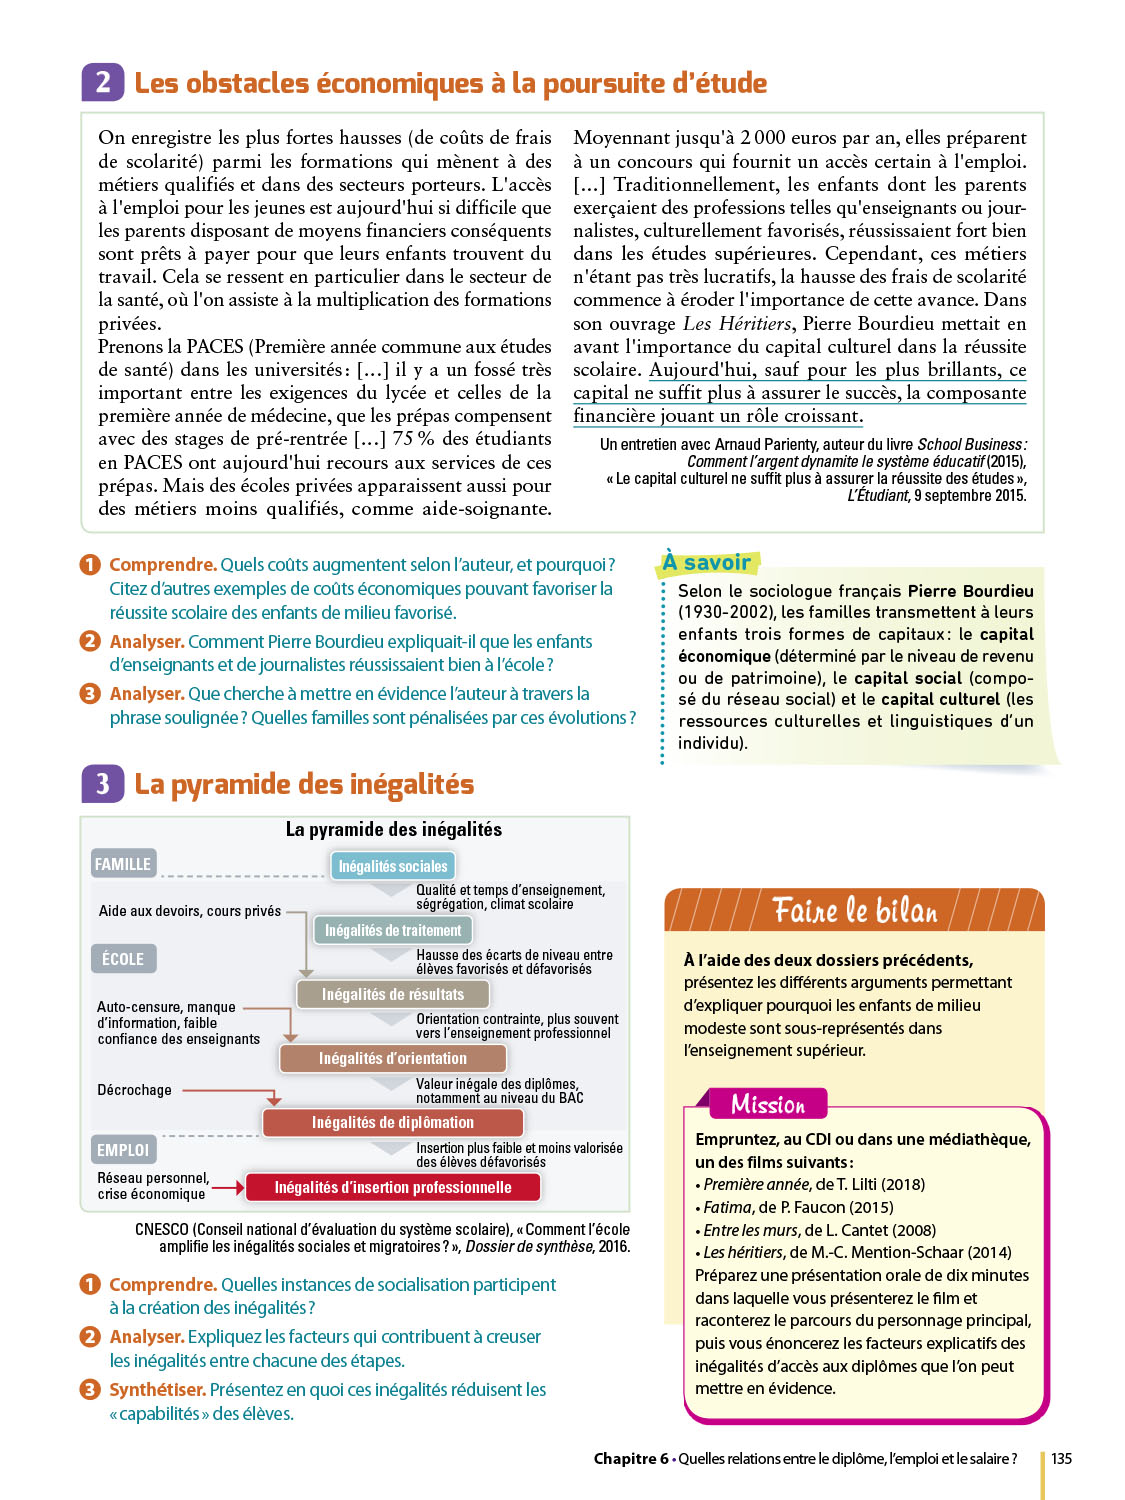 2 Les obstacles économiques à la poursuite d'étude
On enregistre les plus fortes hausses (de coûts de frais
de scolarité) parmi les formations qui mènent à des
métiers qualifiés et dans des secteurs porteurs. L'accès
à l'emploi pour les jeunes est aujourd'hui si difficile que
les parents disposant de moyens financiers conséquents
sont prêts à payer pour que leurs enfants trouvent du
travail. Cela se ressent en particulier dans le secteur de
la santé, où l'on assiste à la multiplication des formations
privées.
Prenons la PACES (Première année commune aux études
de santé) dans les universités : [...] il y a un fossé très
important entre les exigences du lycée et celles de la
première année de médecine, que les prépas compensent
avec des stages de pré-rentrée [...] 75 % des étudiants
en PACES ont aujourd'hui recours aux services de ces
prépas. Mais des écoles privées apparaissent aussi pour
des métiers moins qualifiés, comme aide-soignante.
Moyennant jusqu'à 2 000 euros par an, elles préparent
à un concours qui fournit un accès certain à l'emploi.
[...] Traditionnellement, les enfants dont les parents
exerçaient des professions telles qu'enseignants ou jour-
nalistes, culturellement favorisés, réussissaient fort bien
dans les études supérieures. Cependant, ces métiers
n'étant pas très lucratifs, la hausse des frais de scolarité
commence à éroder l'importance de cette avance. Dans
son ouvrage Les Héritiers, Pierre Bourdieu mettait en
avant l'importance du capital culturel dans la réussite
scolaire. Aujourd'hui, sauf pour les plus brillants, ce
capital ne suffit plus à assurer le succès, la composante
financière jouant un rôle croissant.
Un entretien avec Arnaud Parienty, auteur du livre School Business :
Comment l'argent dynamite le système éducatif (2015),
« Le capital culturel ne suffit plus à assurer la réussite des études »,
L'Étudiant, 9 septembre 2015.
1 Comprendre. Quels coûts augmentent selon l'auteur, et pourquoi ?
Citez d'autres exemples de coûts économiques pouvant favoriser la
réussite scolaire des enfants de milieu favorisé.
2 Analyser. Comment Pierre Bourdieu expliquait-il que les enfants
d'enseignants et de journalistes réussissaient bien à l'école ?
3 Analyser. Que cherche à mettre en évidence l'auteur à travers la
phrase soulignée ? Quelles familles sont pénalisées par ces évolutions ?
À savoir
Selon le sociologue français Pierre Bourdieu
(1930-2002), les familles transmettent à leurs
enfants trois formes de capitaux : le capital
économique (déterminé par le niveau de revenu
ou de patrimoine), le capital social (compo-
sé du réseau social) et le capital culturel (les
ressources culturelles et linguistiques d'un
individu).
3 La pyramide des inégalités
La pyramide des inégalités
FAMILLE
Inégalités sociales
Qualité et temps d'enseignement,
ségrégation, climat scolaire
Aide aux devoirs, cours privés
Inégalités de traitement
ÉCOLE
Hausse des écarts de niveau entre
élèves favorisés et défavorisés
Inégalités de résultats
Auto-censure, manque
d'information, faible
confiance des enseignants
Orientation contrainte, plus souvent
vers l'enseignement professionnel
Inégalités d'orientation
Décrochage
Valeur inégale des diplômes,
notamment au niveau du BAC
Inégalités de diplômation
EMPLOI
Insertion plus faible et moins valorisée
des élèves défavorisés
Réseau personnel,
crise économique
Inégalités d'insertion professionnelle
CNESCO (Conseil national d'évaluation du système scolaire), « Comment l'école
amplifie les inégalités sociales et migratoires ? », Dossier de synthèse, 2016.
1 Comprendre. Quelles instances de socialisation participent
à la création des inégalités ?
2 Analyser. Expliquez les facteurs qui contribuent à creuser
les inégalités entre chacune des étapes.
3 Synthétiser. Présentez en quoi ces inégalités réduisent les
« capabilités » des élèves.
Faire le bilan
À l'aide des deux dossiers précédents,
présentez les différents arguments permettant
d'expliquer pourquoi les enfants de milieu
modeste sont sous-représentés dans
l'enseignement supérieur.
Mission
Empruntez, au CDI ou dans une médiathèque,
un des films suivants :
• Première année, de T. Lilti (2018)
• Fatima, de P. Faucon (2015)
• Entre les murs, de L. Cantet (2008)
• Les héritiers, de M.-C. Mention-Schaar (2014)
Préparez une présentation orale de dix minutes
dans laquelle vous présenterez le film et
raconterez le parcours du personnage principal,
puis vous énoncerez les facteurs explicatifs des
inégalités d'accès aux diplômes que l'on peut
mettre en évidence.
Chapitre 6 • Quelles relations entre le diplôme, l'emploi et le salaire ? 135